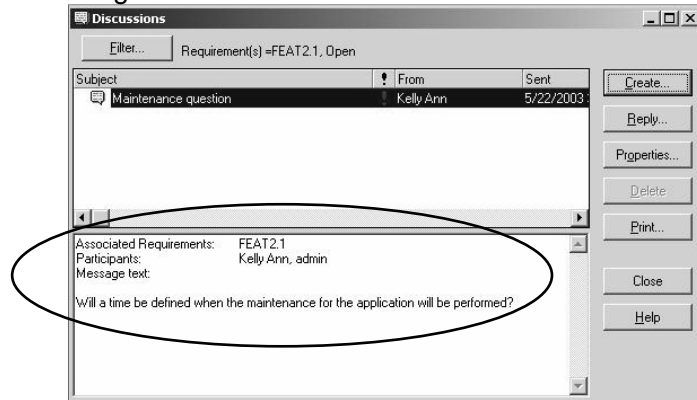 Discussions
Filter...
Requirement(s) =FEAT2.1, Open
Subject ! From Sent
Maintenance question ! Kelly Ann 5/22/2003
Create...
Reply...
Properties...
Delete
Print...
Close
Help
Associated Requirements: FEAT2.1
Participants: Kelly Ann, admin
Message text:
Will a time be defined when the maintenance for the application will be performed?